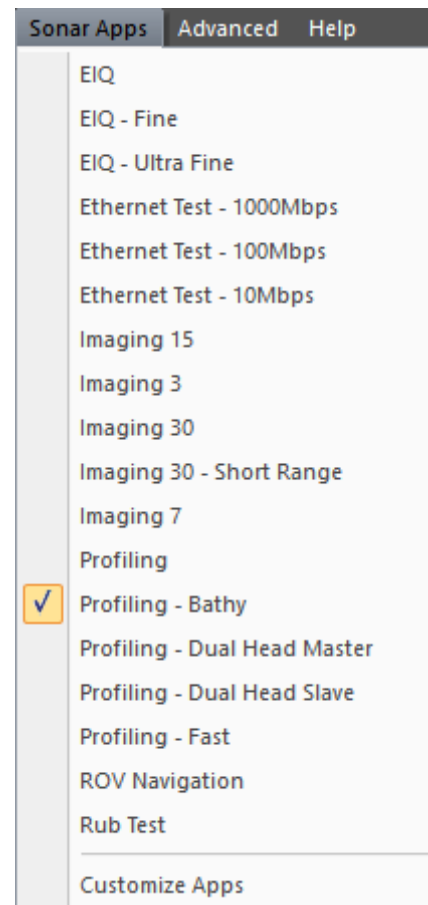 Sonar Apps Advanced Help
EIQ
EIQ - Fine
EIQ - Ultra Fine
Ethernet Test - 1000Mbps
Ethernet Test - 100Mbps
Ethernet Test - 10Mbps
Imaging 15
Imaging 3
Imaging 30
Imaging 30 - Short Range
Imaging 7
Profiling
Profiling - Bathy
Profiling - Dual Head Master
Profiling - Dual Head Slave
Profiling - Fast
ROV Navigation
Rub Test
Customize Apps